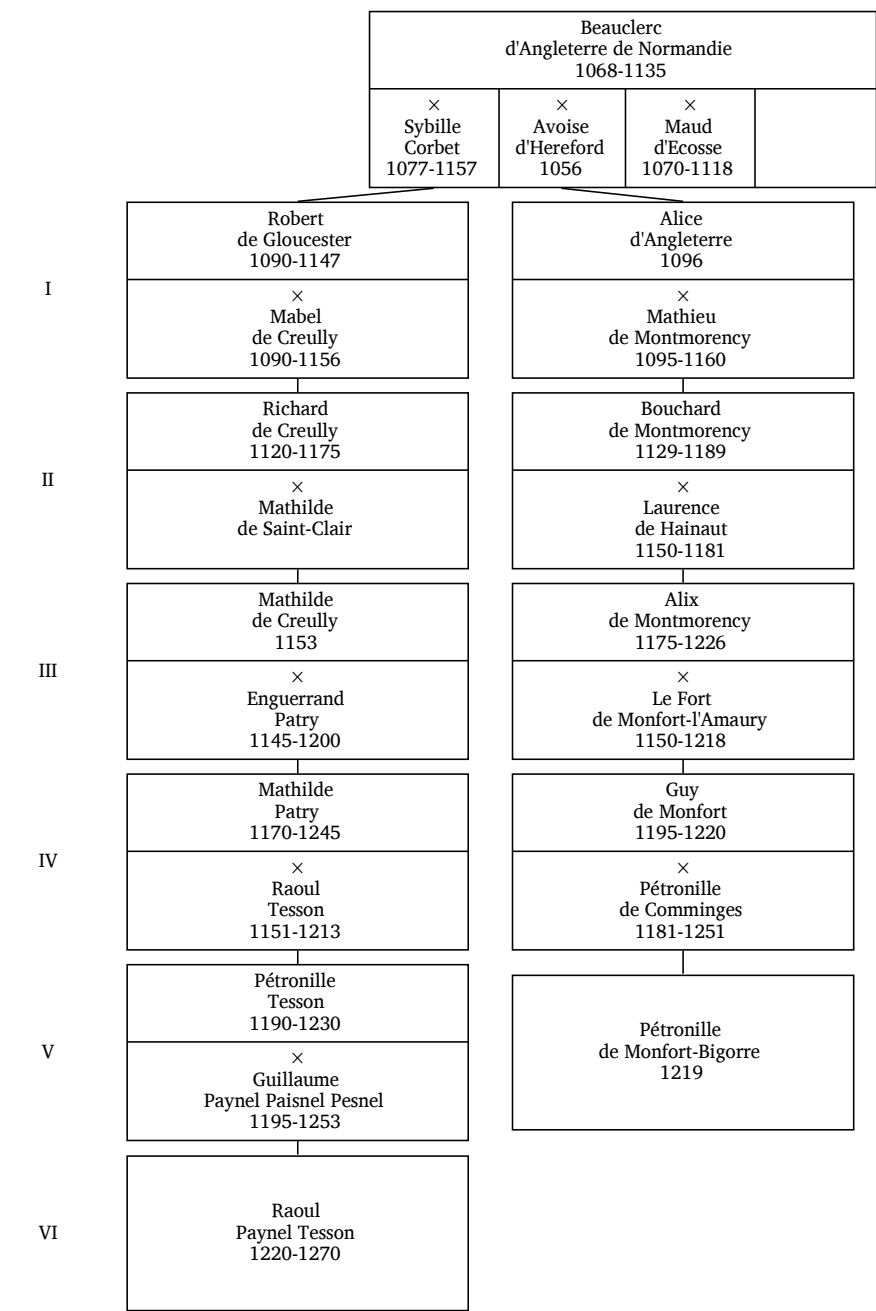 Beauclerc
d'Angleterre de Normandie
1068-1135
×
Sybille
Corbet
1077-1157
×
Avoise
d'Hereford
1056
×
Maud
d'Ecosse
1070-1118
I
Robert
de Gloucester
1090-1147
×
Mabel
de Creully
1090-1156
Alice
d'Angleterre
1096
×
Mathieu
de Montmorency
1095-1160
II
Richard
de Creully
1120-1175
×
Mathilde
de Saint-Clair
Bouchard
de Montmorency
1129-1189
×
Laurence
de Hainaut
1150-1181
III
Mathilde
de Creully
1153
×
Enguerrand
Patry
1145-1200
Alix
de Montmorency
1175-1226
×
Le Fort
de Monfort-l'Amaury
1150-1218
IV
Mathilde
Patry
1170-1245
×
Raoul
Tesson
1151-1213
Guy
de Monfort
1195-1220
×
Pétronille
de Comminges
1181-1251
V
Pétronille
Tesson
1190-1230
×
Guillaume
Paynel Paisnel Pesnel
1195-1253
Pétronille
de Monfort-Bigorre
1219
VI
Raoul
Paynel Tesson
1220-1270